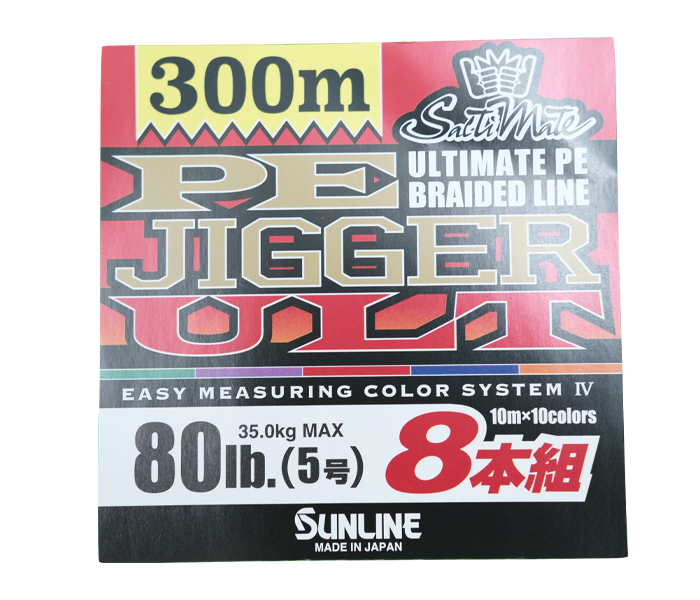 300m
SaltiMate
ULTIMATE PE
BRAIDED LINE
PE
JIGGER
ULT
EASY MEASURING COLOR SYSTEM IV
10m×10colors
35.0kg MAX
80lb.(5号)
8本組
SUNLINE
MADE IN JAPAN